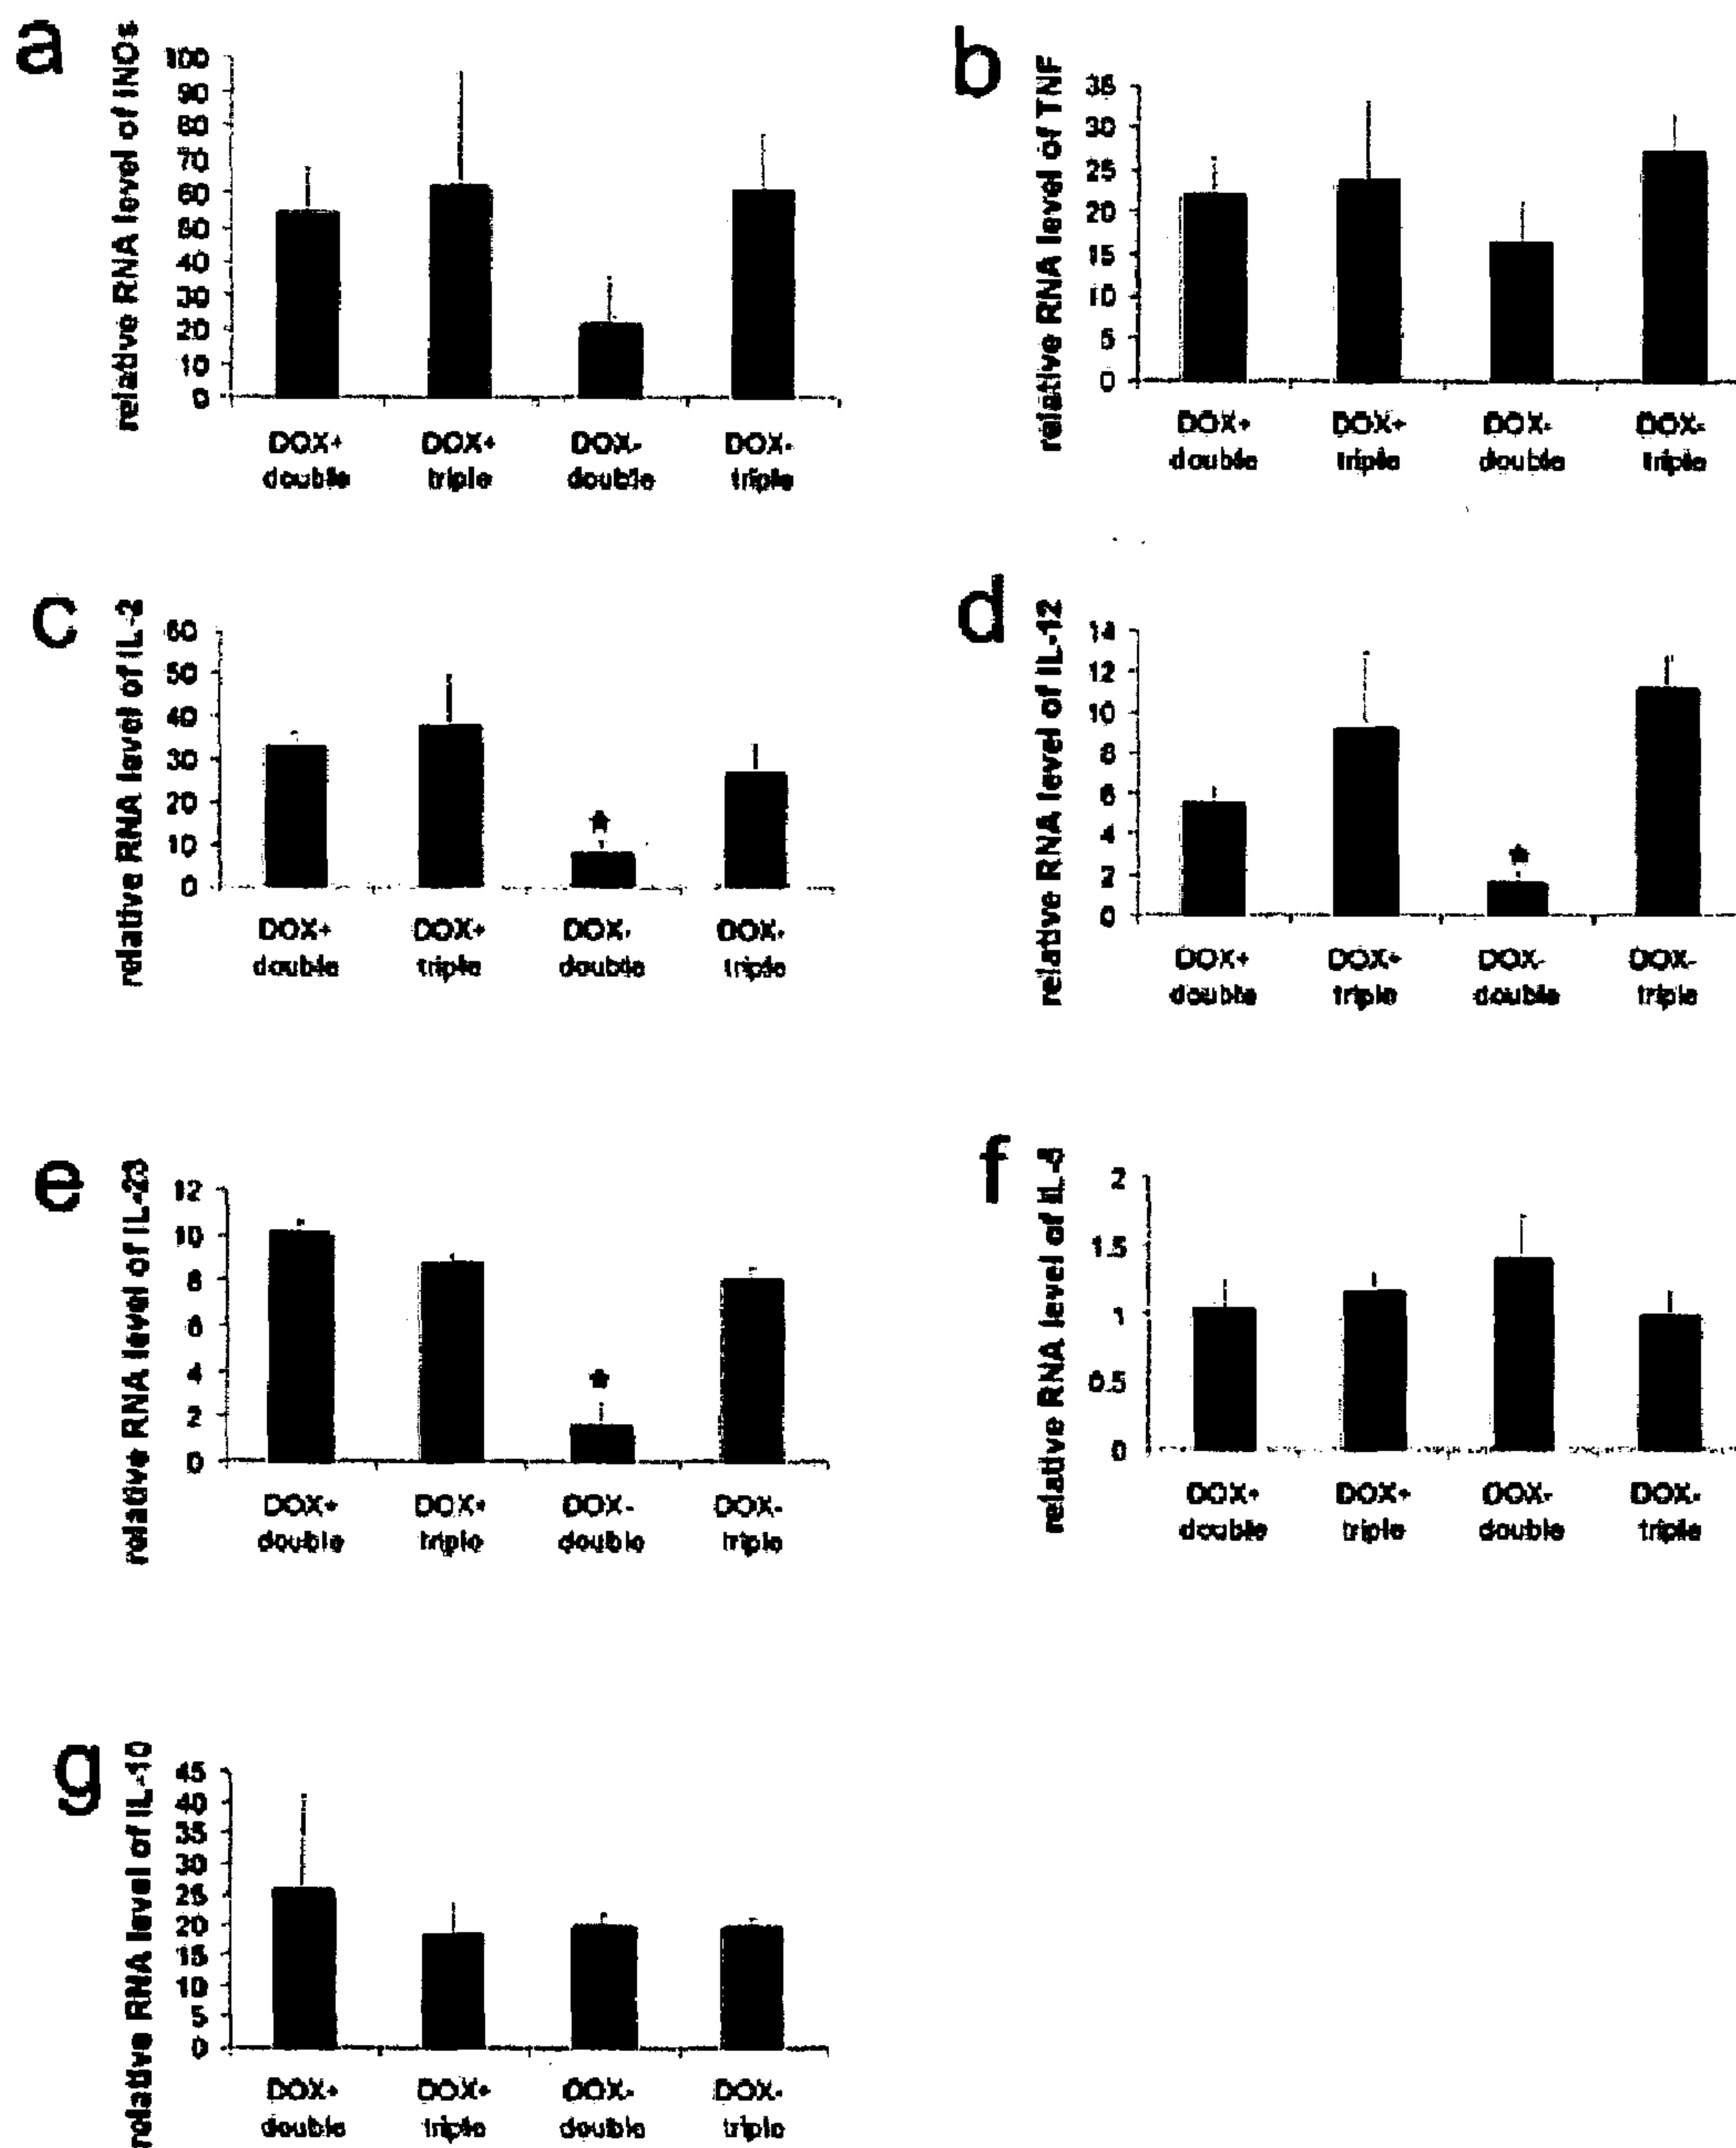 a
relative RNA level of iNOs
100
90
80
70
60
50
40
30
20
10
0
DOX+ DOX+ DOX- DOX-
double triple double triple
b
relative RNA level of TNF
35
30
25
20
15
10
5
0
DOX+ DOX+ DOX- DOX-
double triple double triple
c
relative RNA level of IL-2
60
50
40
30
20
10
0
DOX+ DOX+ DOX- DOX-
double triple double triple
*
d
relative RNA level of IL-12
14
12
10
8
6
4
2
0
DOX+ DOX+ DOX- DOX-
double triple double triple
*
e
relative RNA level of IL-23
12
10
8
6
4
2
0
DOX+ DOX+ DOX- DOX-
double triple double triple
*
f
relative RNA level of
2
1.5
1
0.5
0
DOX+ DOX+ DOX- DOX-
double triple double triple
g
relative RNA level of IL-10
45
40
35
30
25
20
15
10
5
0
DOX+ DOX+ DOX- DOX-
double triple double triple